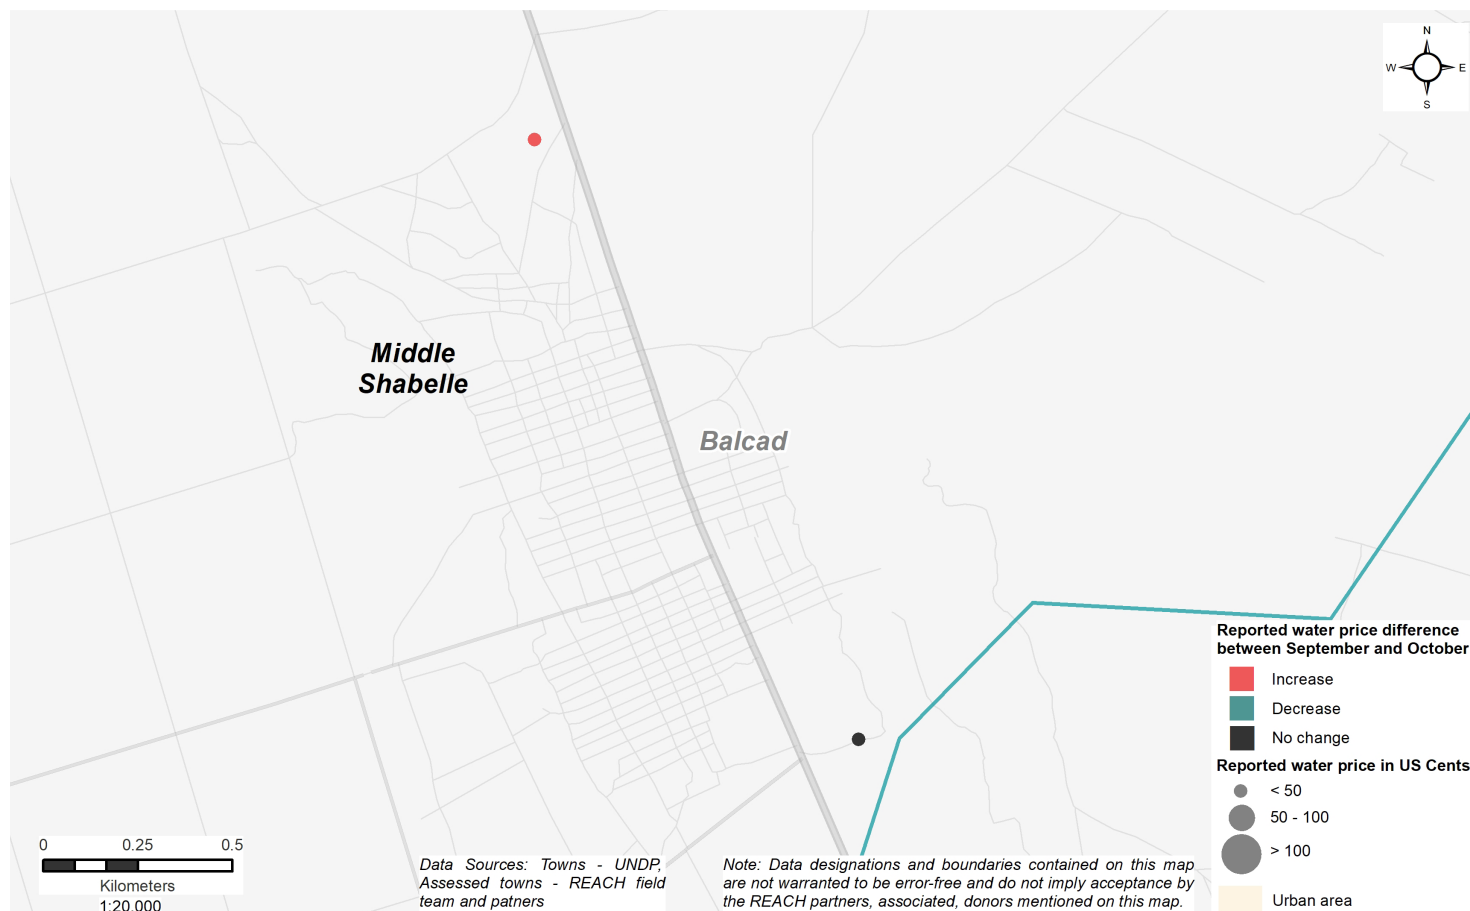 N
W E
S
Middle
Shabelle
Balcad
Reported water price difference
between September and October
Increase
Decrease
No change
Reported water price in US Cents
< 50
50 - 100
> 100
Urban area
0 0.25 0.5
Kilometers
1:20,000
Data Sources: Towns - UNDP,
Assessed towns - REACH field
team and patners
Note: Data designations and boundaries contained on this map
are not warranted to be error-free and do not imply acceptance by
the REACH partners, associated, donors mentioned on this map.